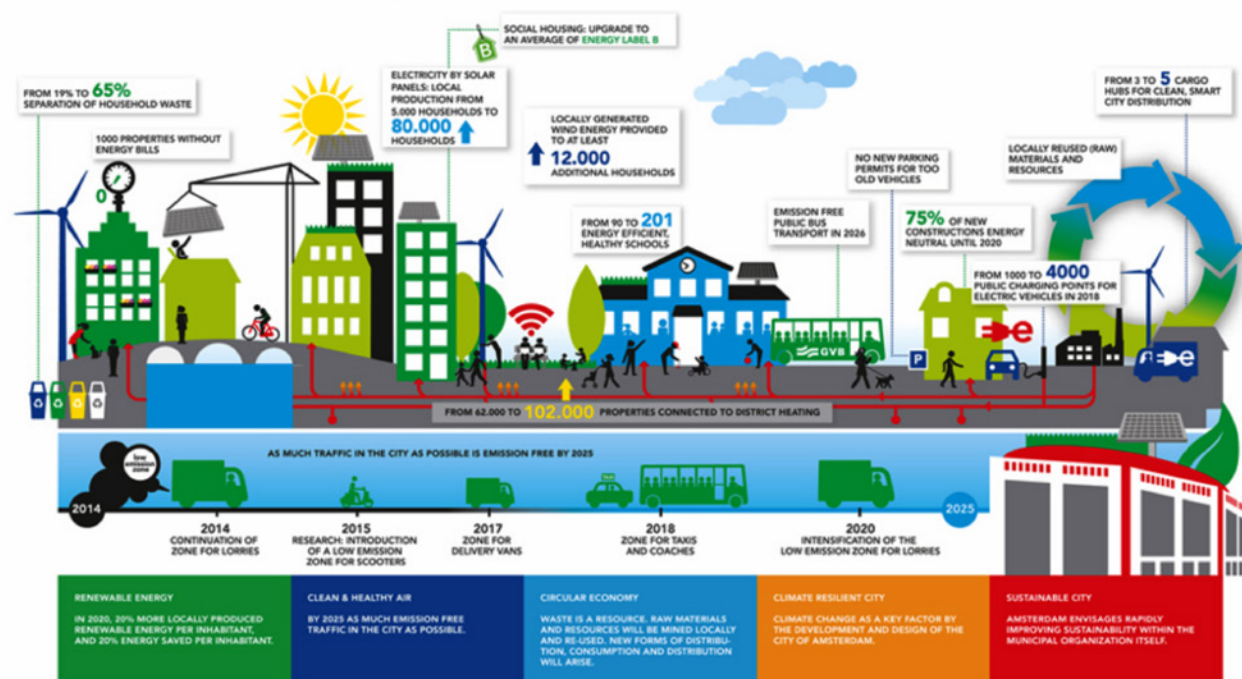 SOCIAL HOUSING: UPGRADE TO
AN AVERAGE OF ENERGY LABEL B
B
FROM 19% TO 65%
SEPARATION OF HOUSEHOLD WASTE
1000 PROPERTIES WITHOUT
ENERGY BILLS
0
ELECTRICITY BY SOLAR
PANELS: LOCAL
PRODUCTION FROM
5.000 HOUSEHOLDS TO
80.000
HOUSEHOLDS
LOCALLY GENERATED
WIND ENERGY PROVIDED
TO AT LEAST
12.000
ADDITIONAL HOUSEHOLDS
FROM 90 TO 201
ENERGY EFFICIENT,
HEALTHY SCHOOLS
EMISSION FREE
PUBLIC BUS
TRANSPORT IN 2026
NO NEW PARKING
PERMITS FOR TOO
OLD VEHICLES
75% OF NEW
CONSTRUCTIONS ENERGY
NEUTRAL UNTIL 2020
FROM 3 TO 5 CARGO
HUBS FOR CLEAN, SMART
CITY DISTRIBUTION
LOCALLY REUSED (RAW)
MATERIALS AND
RESOURCES
FROM 1000 TO 4000
PUBLIC CHARGING POINTS FOR
ELECTRIC VEHICLES IN 2018
GVB
P
e
e
FROM 62.000 TO 102.000 PROPERTIES CONNECTED TO DISTRICT HEATING
low
emission
zone
AS MUCH TRAFFIC IN THE CITY AS POSSIBLE IS EMISSION FREE BY 2025
TAXI
2014
2025
2014
CONTINUATION OF
ZONE FOR LORRIES
2015
RESEARCH: INTRODUCTION
OF A LOW EMISSION
ZONE FOR SCOOTERS
2017
ZONE FOR
DELIVERY VANS
2018
ZONE FOR TAXIS
AND COACHES
2020
INTENSIFICATION OF THE
LOW EMISSION ZONE FOR LORRIES
RENEWABLE ENERGY
IN 2020, 20% MORE LOCALLY PRODUCED
RENEWABLE ENERGY PER INHABITANT,
AND 20% ENERGY SAVED PER INHABITANT.
CLEAN & HEALTHY AIR
BY 2025 AS MUCH EMISSION FREE
TRAFFIC IN THE CITY AS POSSIBLE.
CIRCULAR ECONOMY
WASTE IS A RESOURCE. RAW MATERIALS
AND RESOURCES WILL BE MINED LOCALLY
AND RE-USED. NEW FORMS OF DISTRIBU-
TION, CONSUMPTION AND DISTRIBUTION
WILL ARISE.
CLIMATE RESILIENT CITY
CLIMATE CHANGE AS A KEY FACTOR BY
THE DEVELOPMENT AND DESIGN OF THE
CITY OF AMSTERDAM.
SUSTAINABLE CITY
AMSTERDAM ENVISAGES RAPIDLY
IMPROVING SUSTAINABILITY WITHIN THE
MUNICIPAL ORGANIZATION ITSELF.